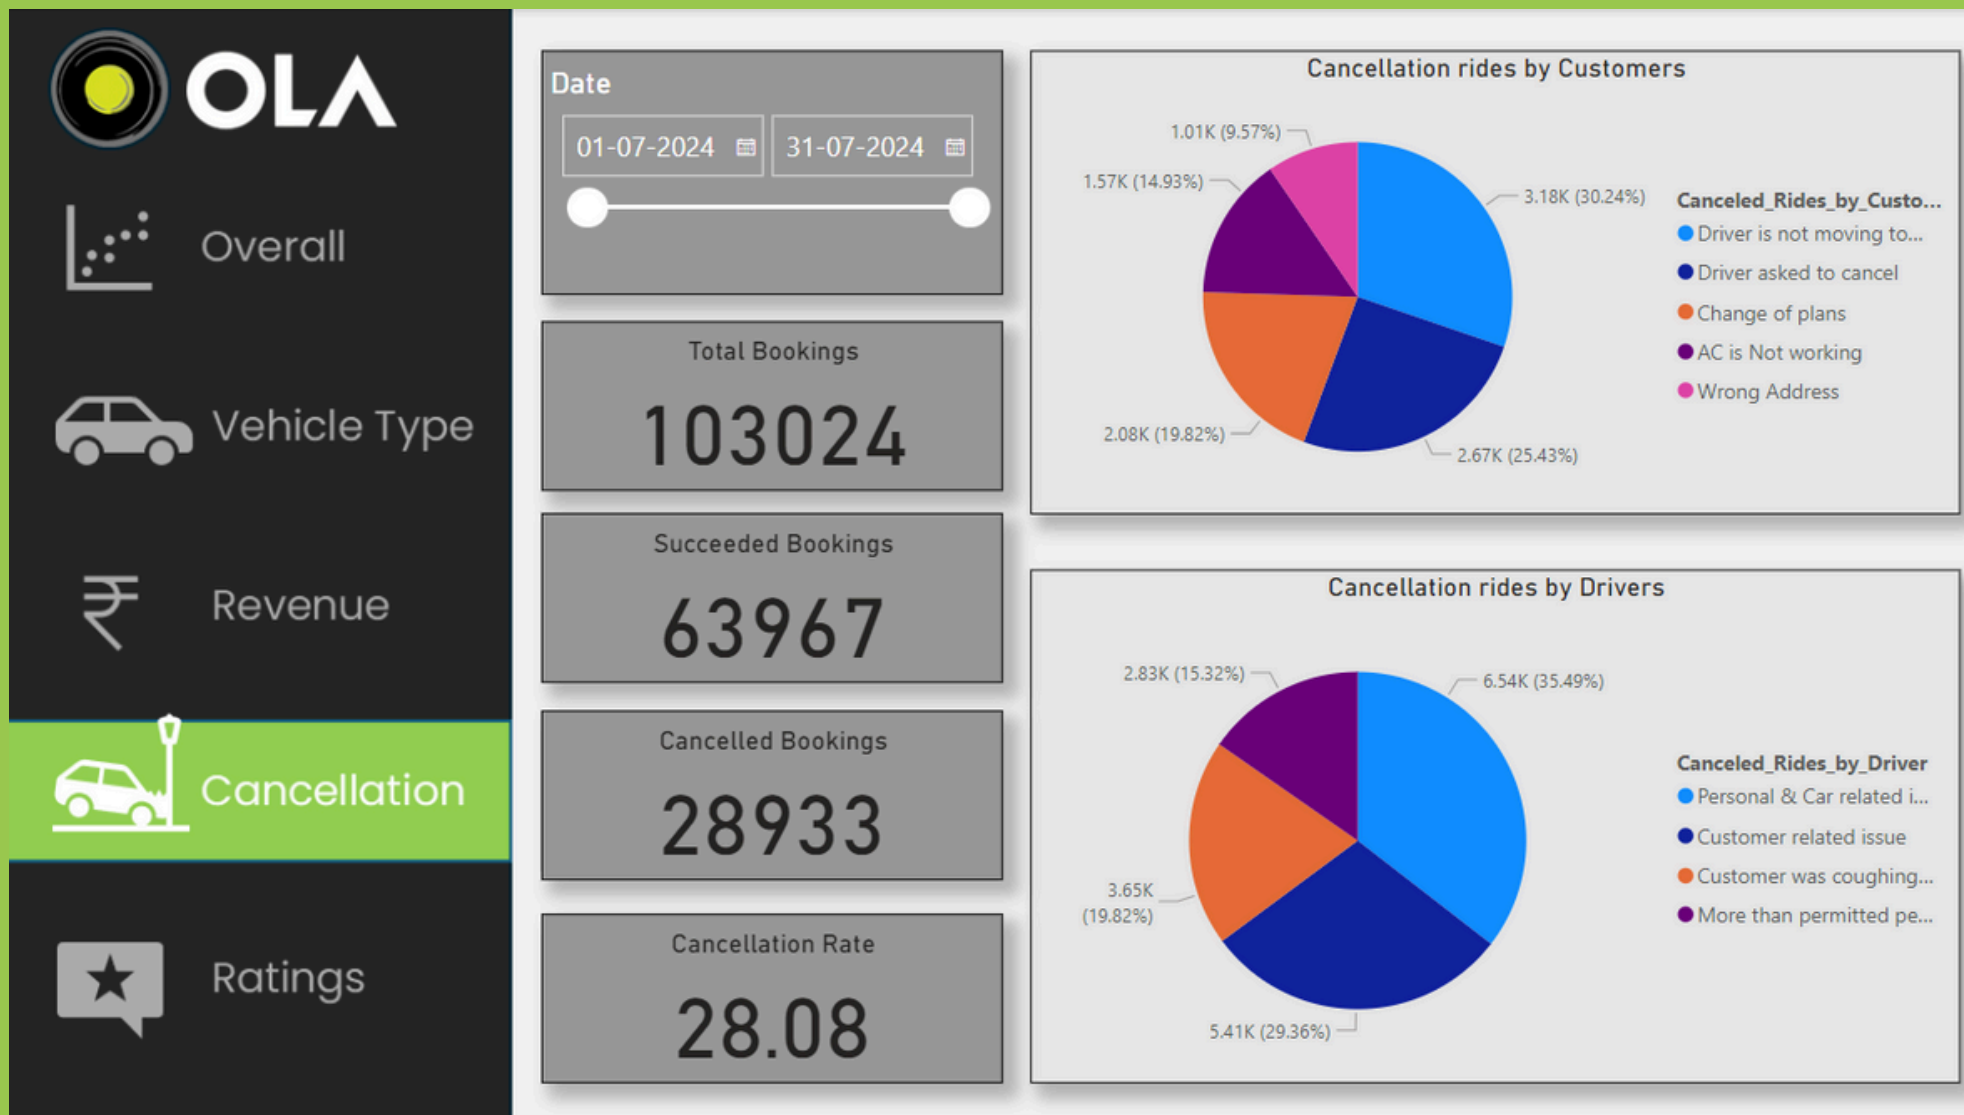 OLA
Overall
Vehicle Type
Revenue
Cancellation
Ratings
Date
01-07-2024
31-07-2024
Total Bookings
103024
Succeeded Bookings
63967
Cancelled Bookings
28933
Cancellation Rate
28.08
Cancellation rides by Customers
1.01K (9.57%)
1.57K (14.93%)
3.18K (30.24%)
2.08K (19.82%)
2.67K (25.43%)
Canceled_Rides_by_Custo...
Driver is not moving to...
Driver asked to cancel
Change of plans
AC is Not working
Wrong Address
Cancellation rides by Drivers
2.83K (15.32%)
6.54K (35.49%)
3.65K
(19.82%)
5.41K (29.36%)
Canceled_Rides_by_Driver
Personal & Car related i...
Customer related issue
Customer was coughing...
More than permitted pe...